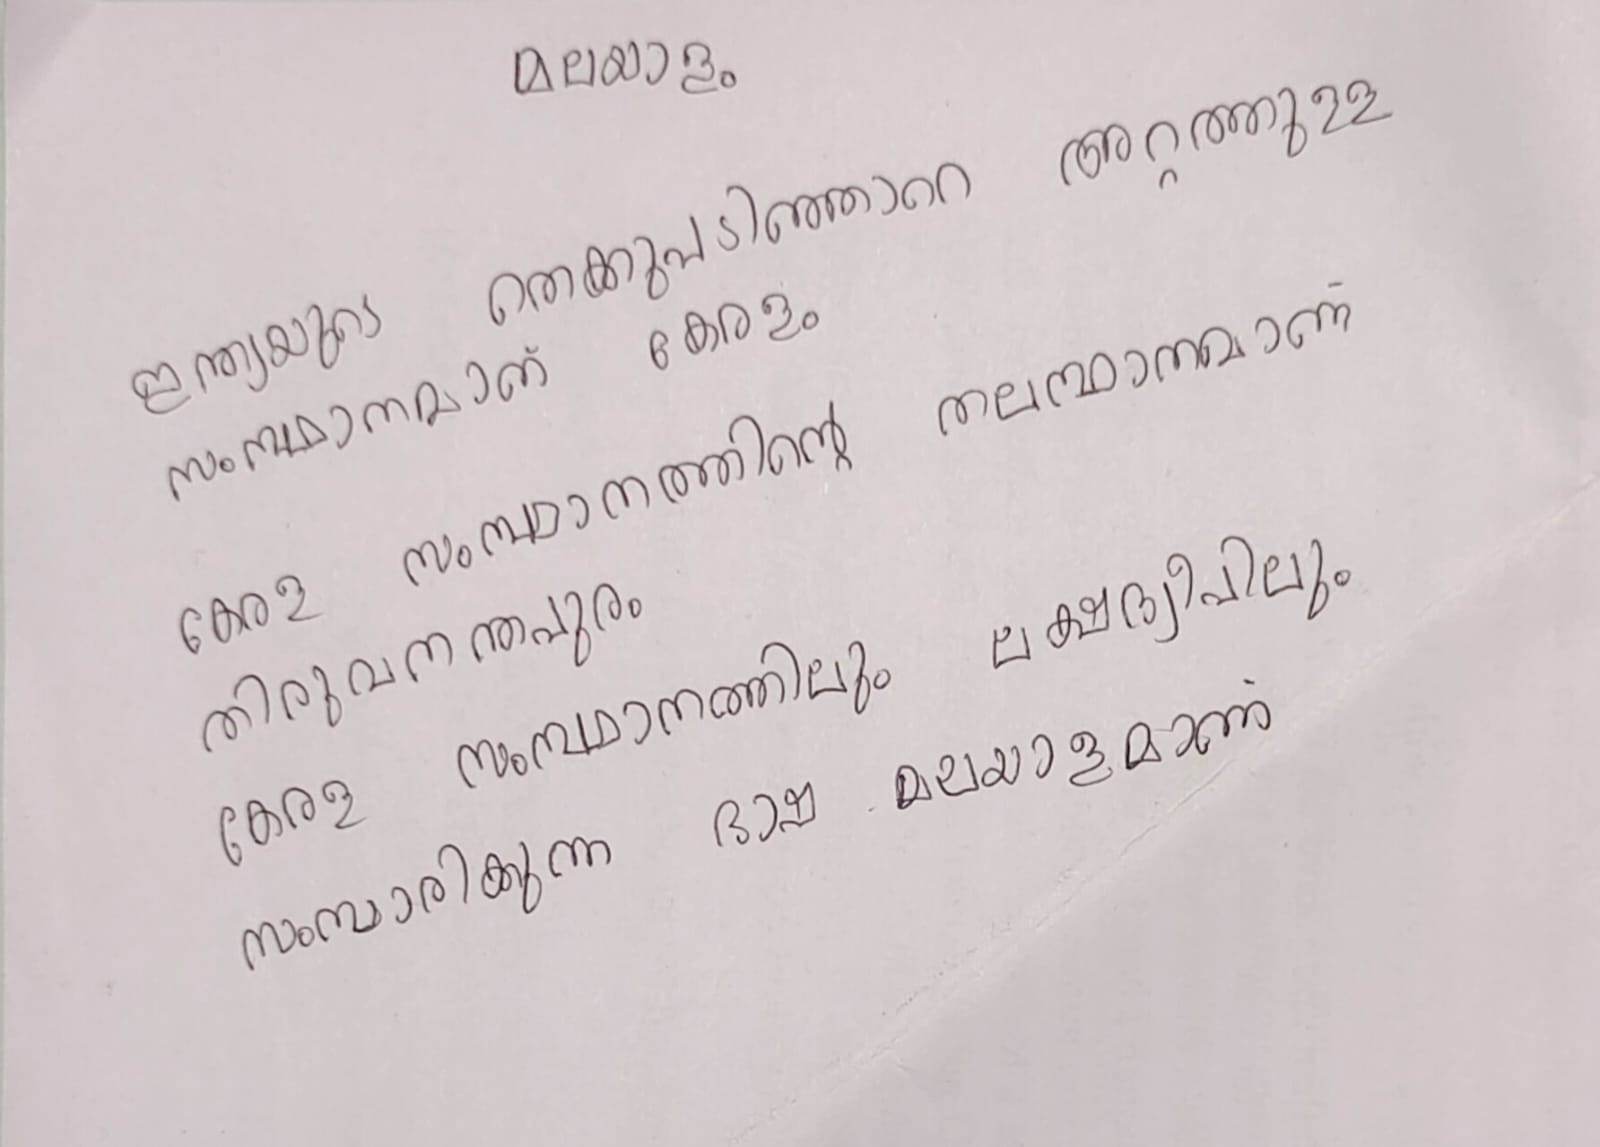 മലയാളം
ഇന്ത്യയുടെ തെക്കുപടിഞ്ഞാറെ അറ്റത്തുള്ള
സംസ്ഥാനമാണ് കേരളം
കേരള സംസ്ഥാനത്തിന്റെ തലസ്ഥാനമാണ്
തിരുവനന്തപുരം
കേരള സംസ്ഥാനത്തിലും ലക്ഷദ്വീപിലും
സംസാരിക്കുന്ന ഭാഷ മലയാളമാണ്